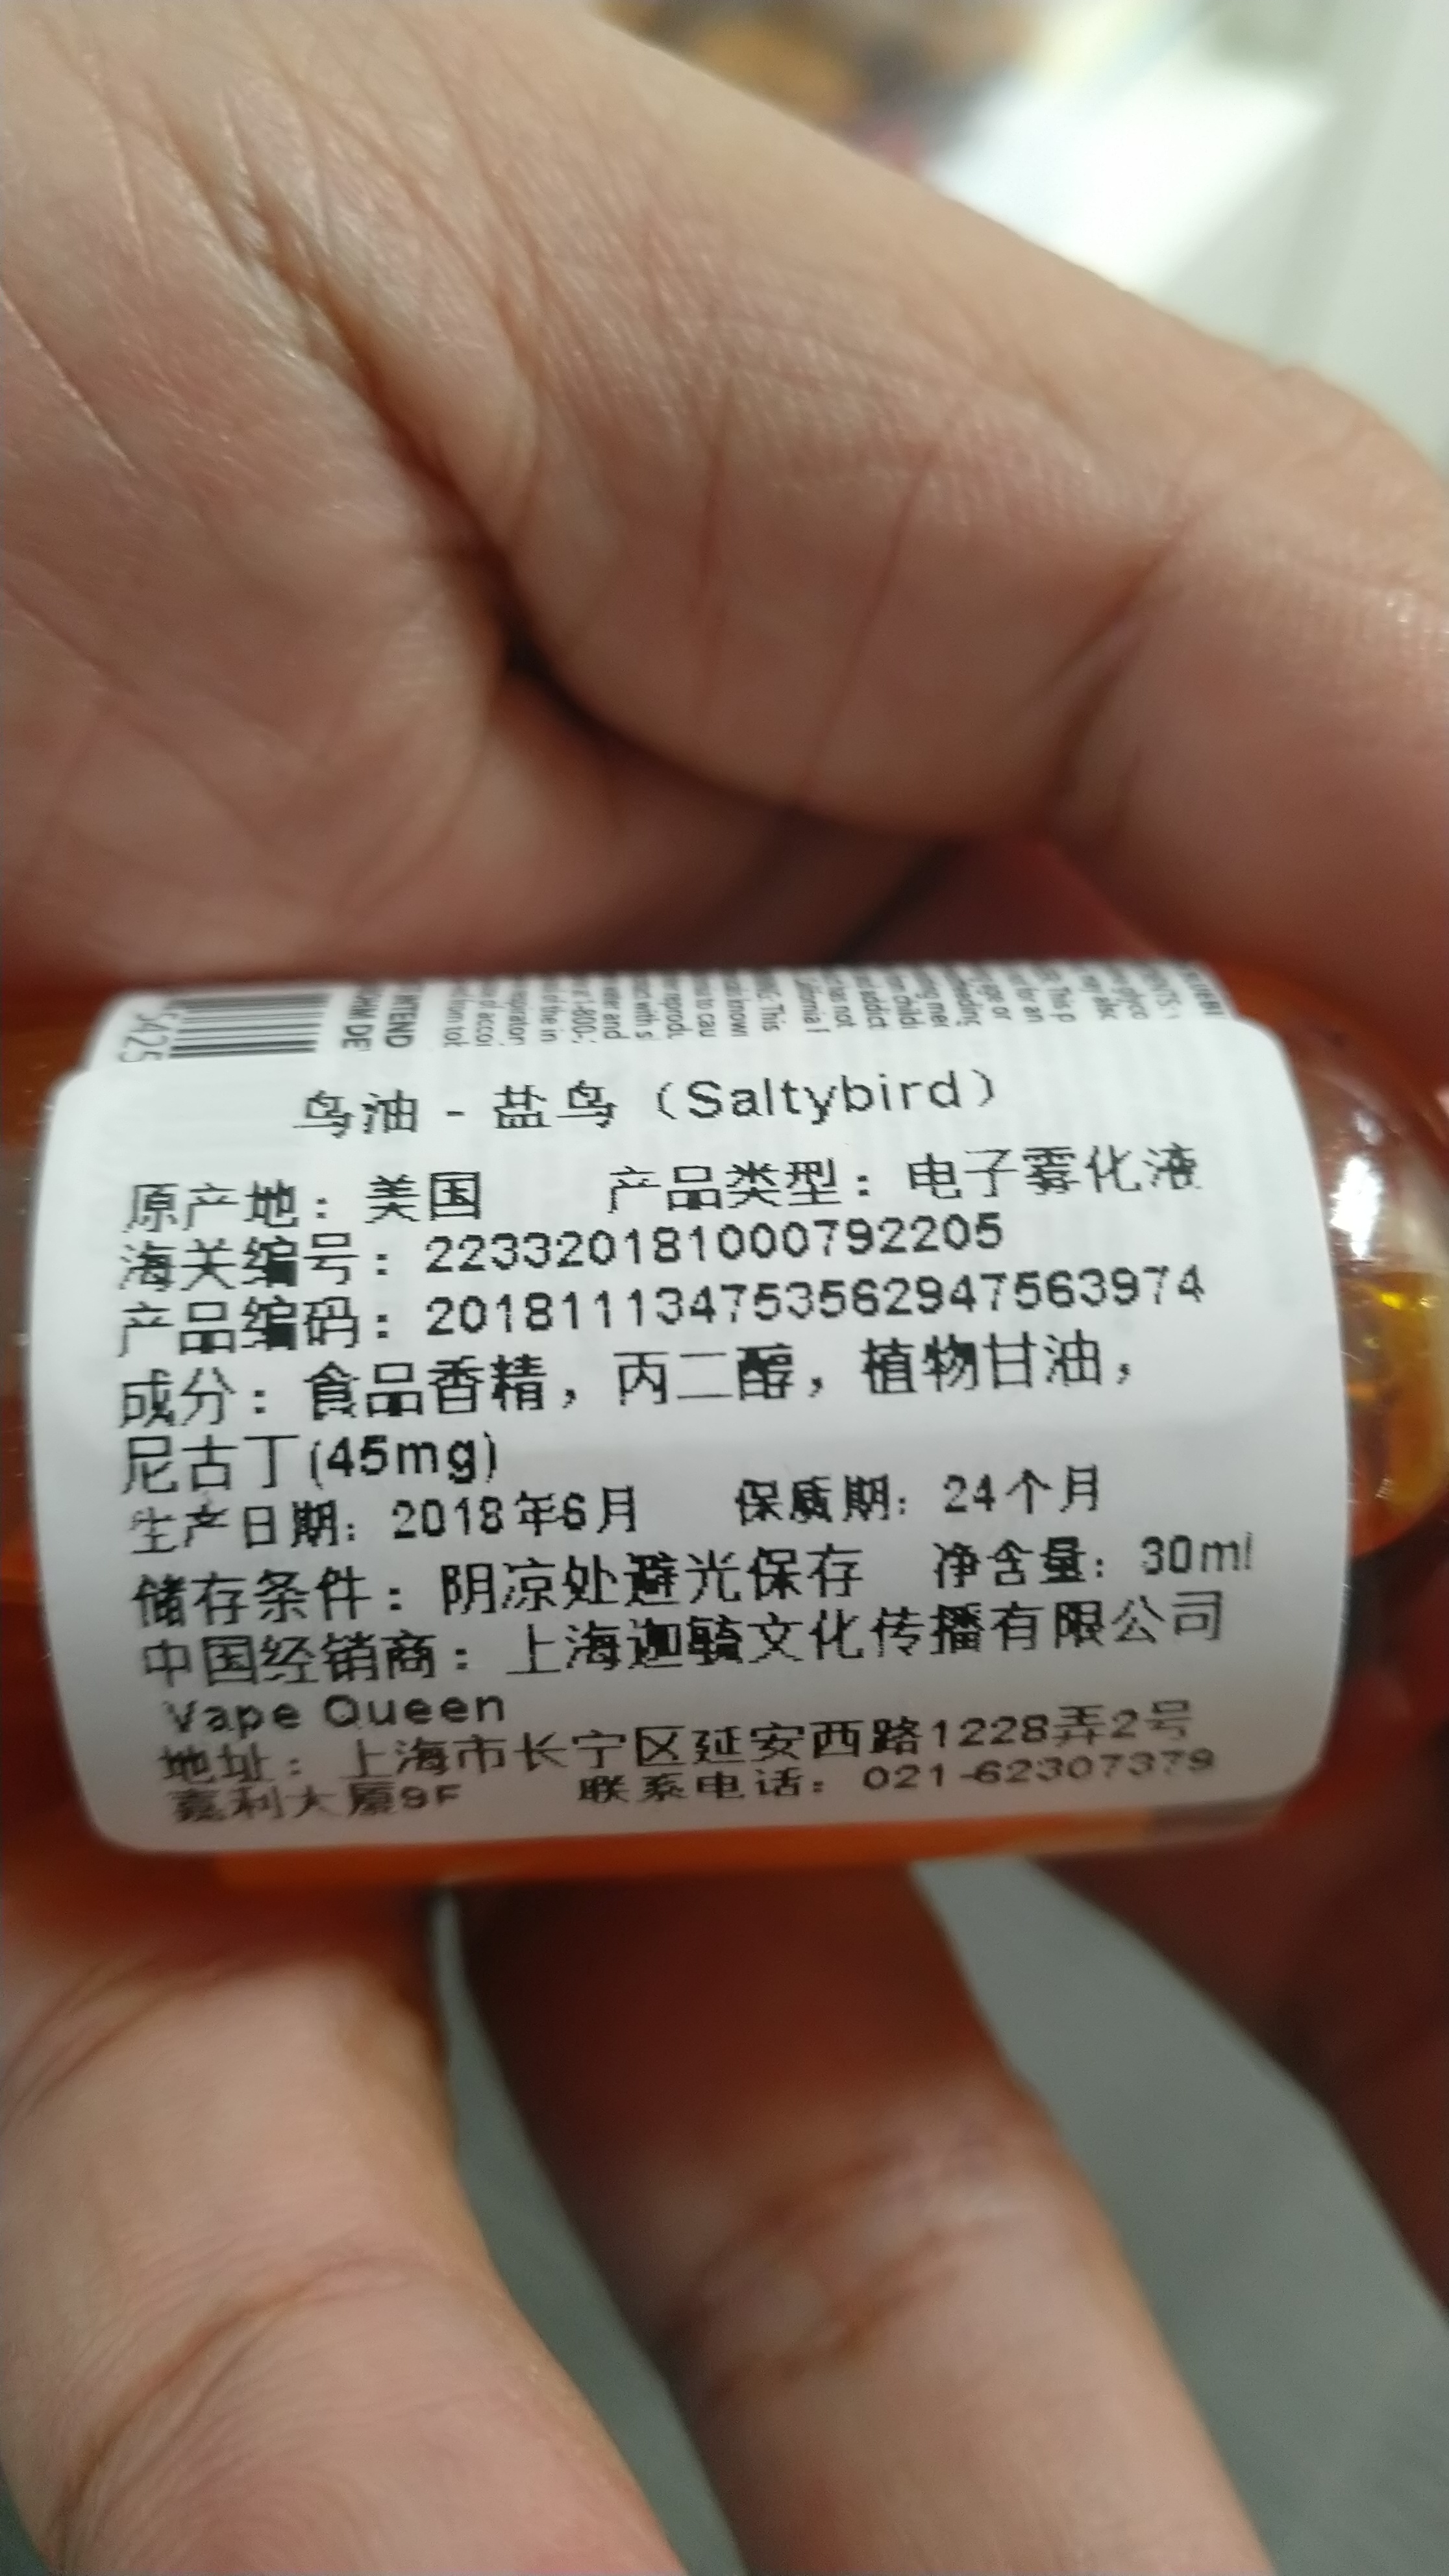 鸟油 - 盐鸟（Saltybird）
原产地：美国 产品类型：电子雾化液
海关编号：223320181000792205
产品编码：2018111347535629475639​74
成分：食品香精，丙二醇，植物甘油，
尼古丁(45mg)
生产日期：2018年6月 保质期：24个月
储存条件：阴凉处避光保存 净含量：30ml
中国经销商：上海迦骑文化传播有限公司
Vape Queen
地址：上海市长宁区延安西路1228弄2号
嘉利大厦9F 联系电话：021-62307379